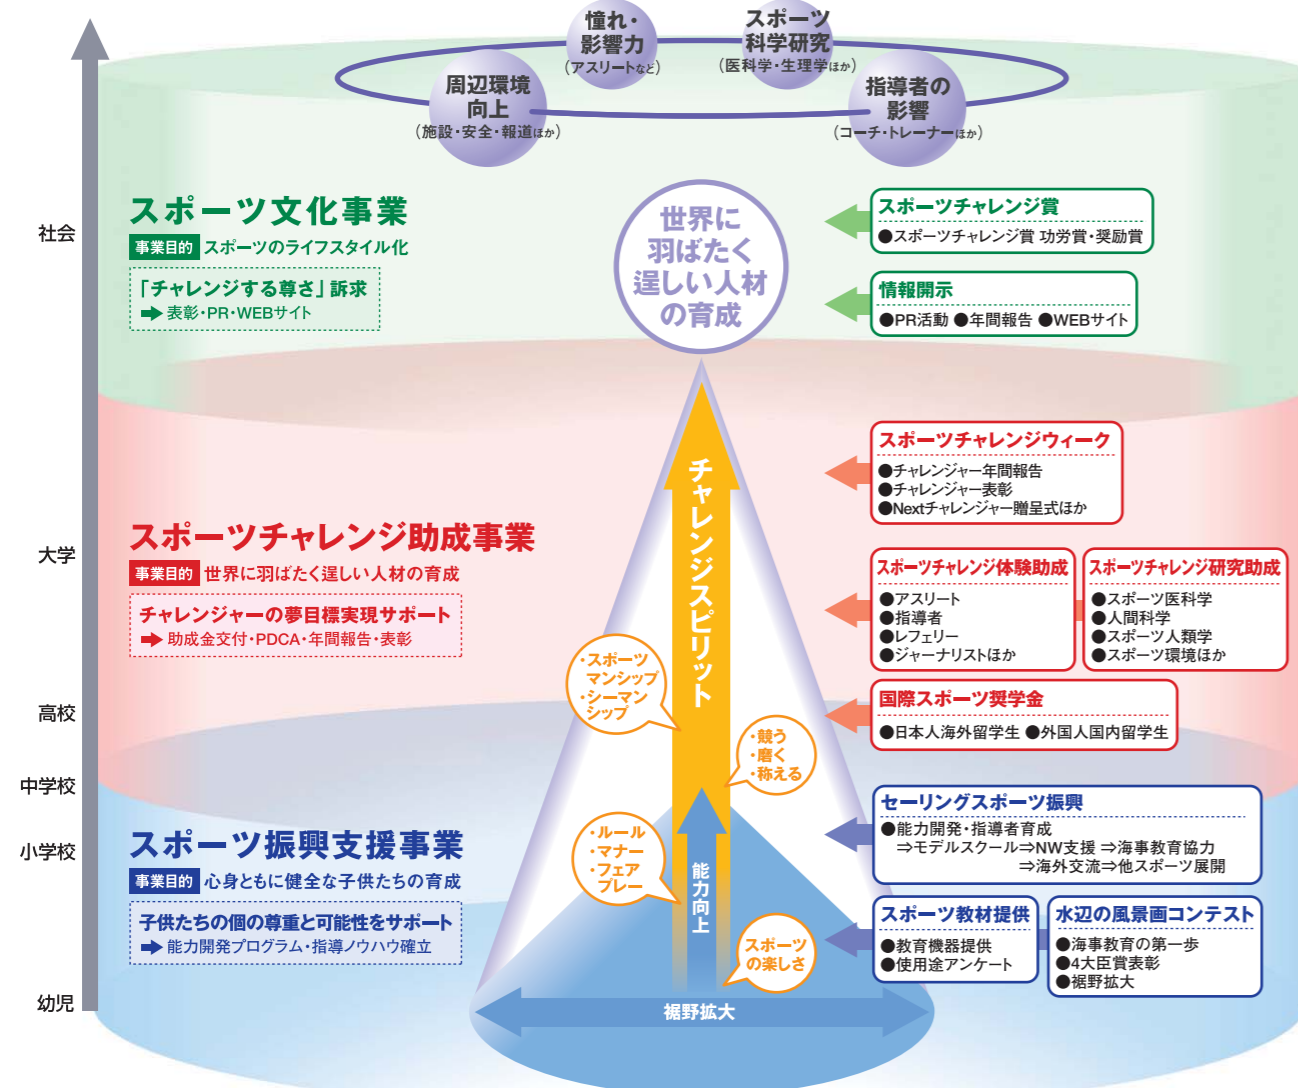 憧れ・
影響力
(アスリートなど)
スポーツ
科学研究
(医科学・生理学ほか)
周辺環境
向上
(施設・安全・報道ほか)
指導者の
影響
(コーチ・トレーナーほか)
社会
大学
高校
中学校
小学校
幼児
スポーツ文化事業
事業目的 スポーツのライフスタイル化
「チャレンジする尊さ」訴求
➡ 表彰・PR・WEBサイト
世界に
羽ばたく
逞しい人材
の育成
スポーツチャレンジ賞
●スポーツチャレンジ賞 功労賞・奨励賞
情報開示
●PR活動 ●年間報告 ●WEBサイト
スポーツチャレンジ助成事業
事業目的 世界に羽ばたく逞しい人材の育成
チャレンジャーの夢目標実現サポート
➡ 助成金交付・PDCA・年間報告・表彰
チャレンジスピリット
・スポーツ
マンシップ
・シーマン
シップ
・競う
・磨く
・称える
スポーツチャレンジウィーク
●チャレンジャー年間報告
●チャレンジャー表彰
●Nextチャレンジャー贈呈式ほか
スポーツチャレンジ体験助成
●アスリート
●指導者
●レフェリー
●ジャーナリストほか
スポーツチャレンジ研究助成
●スポーツ医科学
●人間科学
●スポーツ人類学
●スポーツ環境ほか
国際スポーツ奨学金
●日本人海外留学生 ●外国人国内留学生
スポーツ振興支援事業
事業目的 心身ともに健全な子供たちの育成
子供たちの個の尊重と可能性をサポート
➡ 能力開発プログラム・指導ノウハウ確立
・ルール
・マナー
・フェア
プレー
能力向上
スポーツ
の楽しさ
裾野拡大
セーリングスポーツ振興
●能力開発・指導者育成
⇒モデルスクール⇒NW支援 ⇒海事教育協力
⇒海外交流⇒他スポーツ展開
スポーツ教材提供
●教育機器提供
●使用途アンケート
水辺の風景画コンテスト
●海事教育の第一歩
●4大臣賞表彰
●裾野拡大